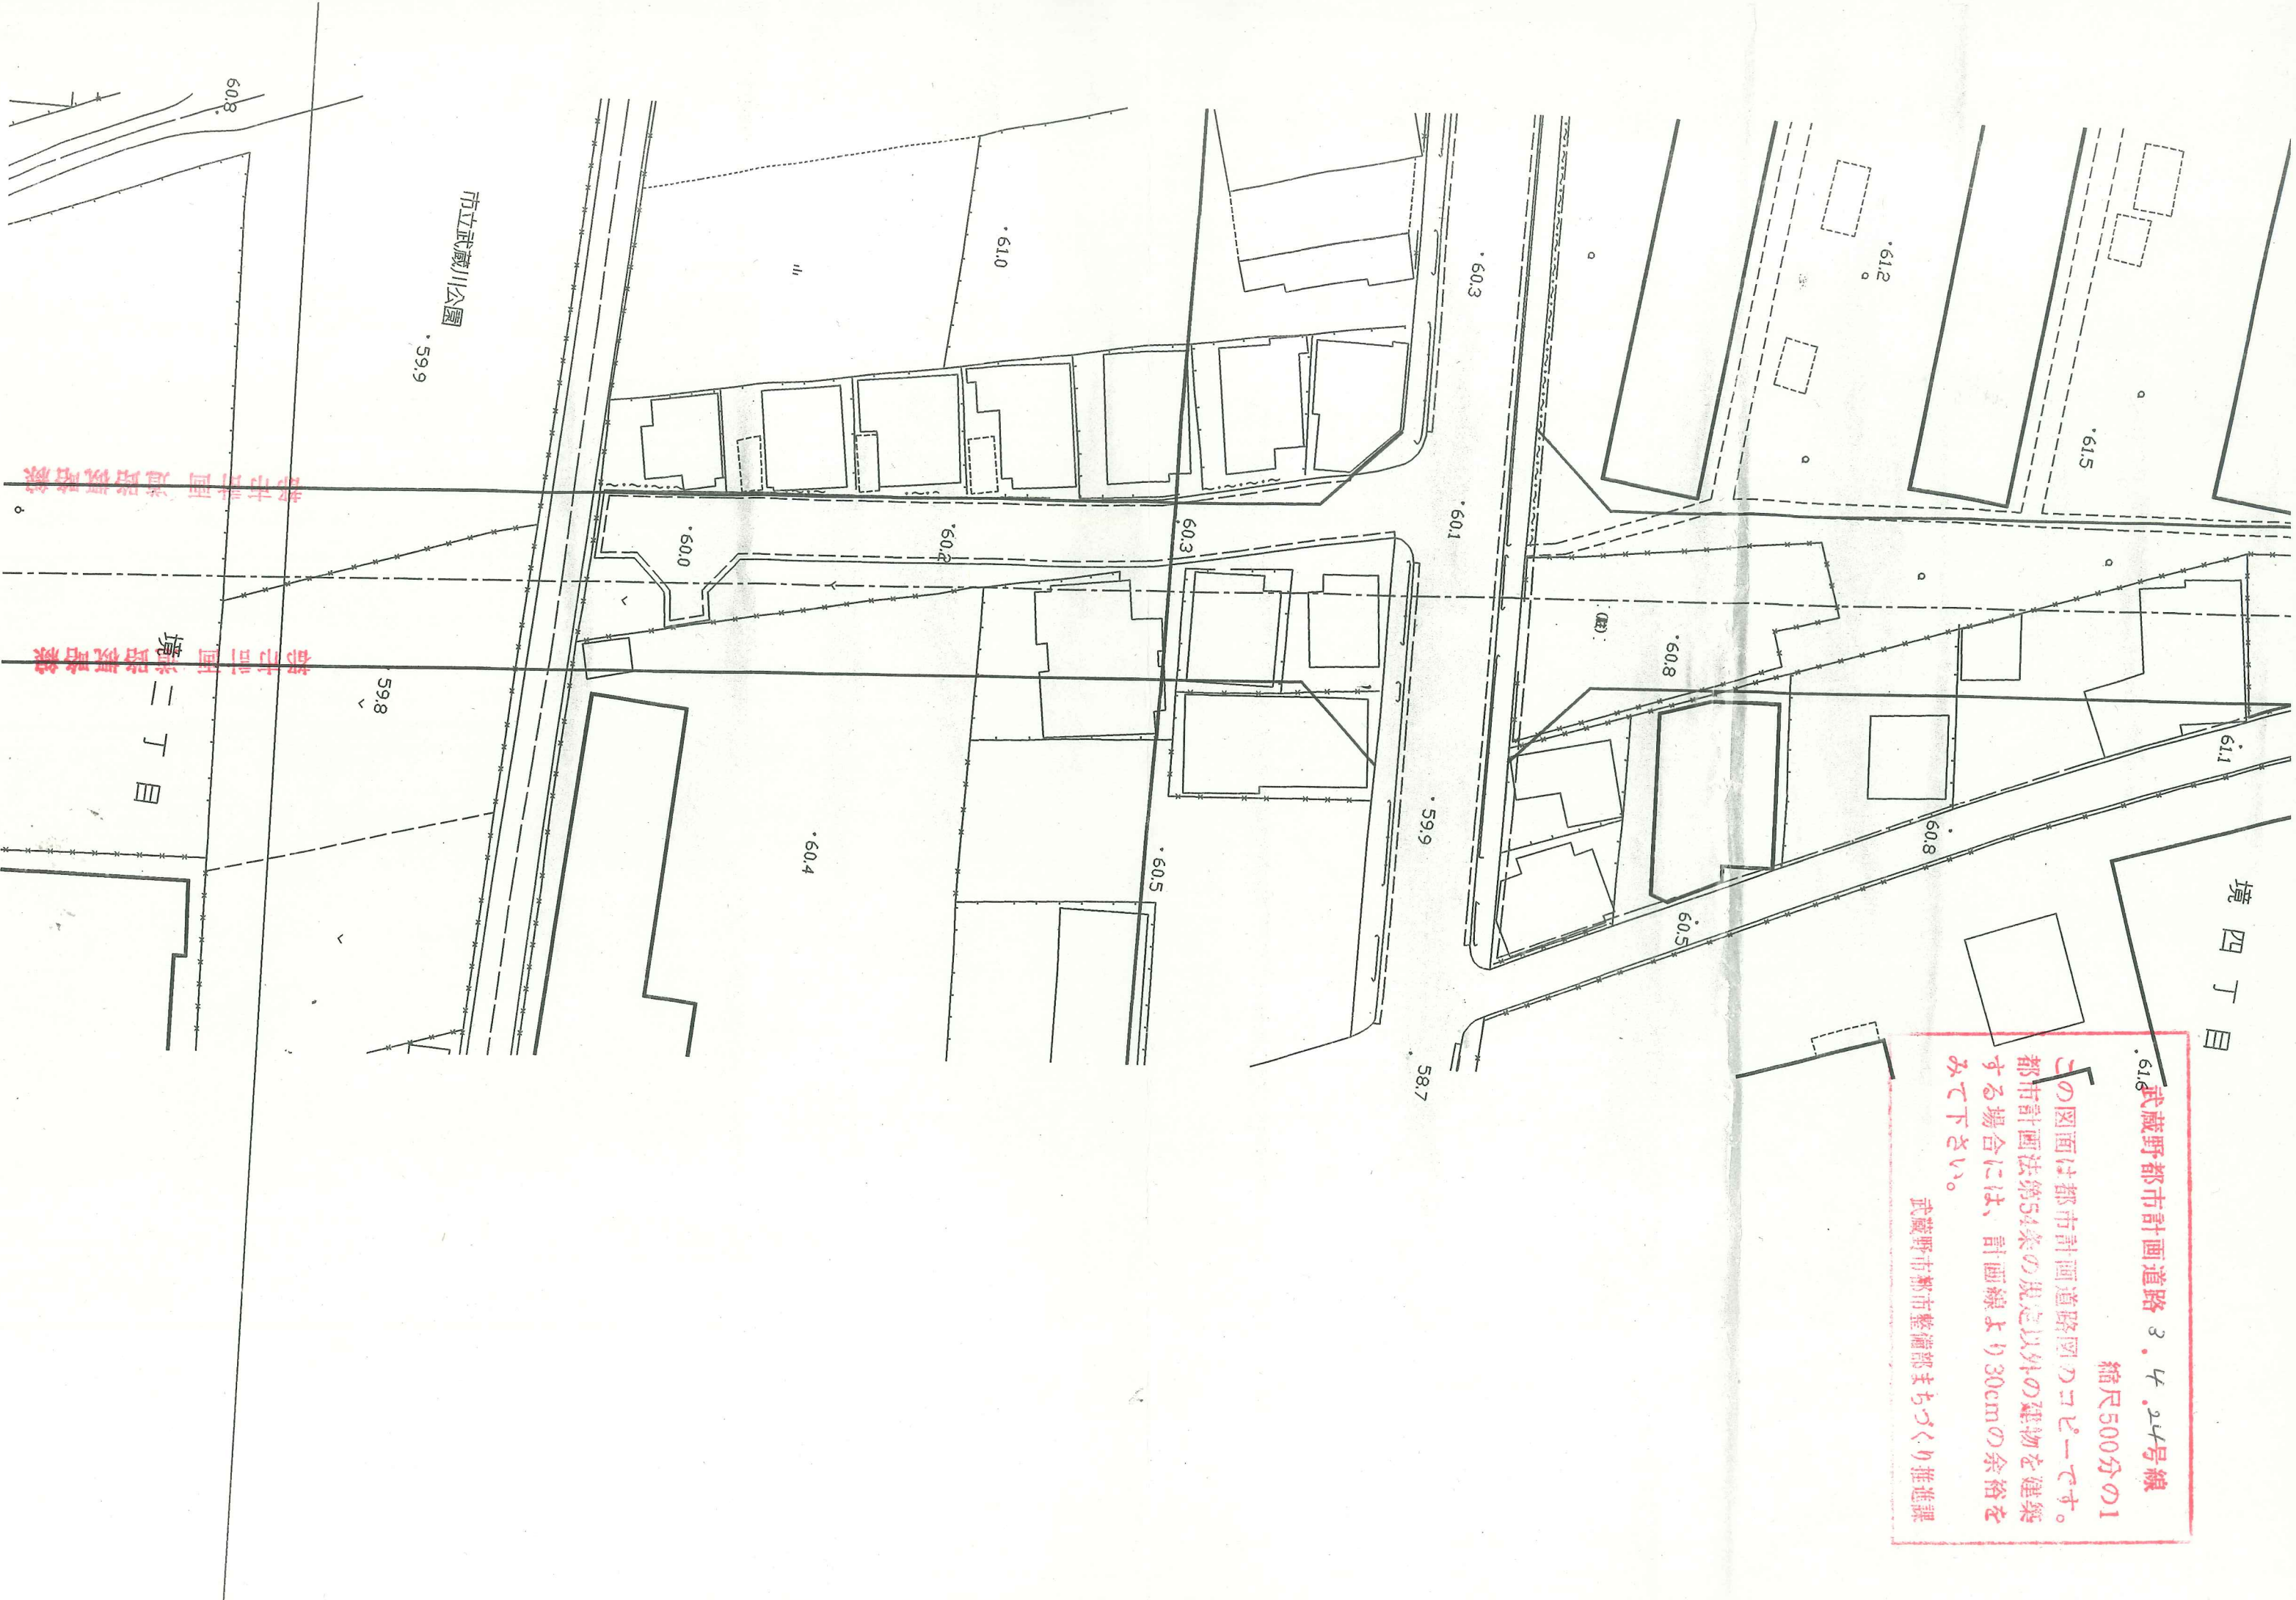 武蔵野都市計画道路 3.4.24号線
縮尺500分の1
この図面は都市計画道路図のコピーです。
都市計画法第54条の規定以外の建物を建築
する場合には、計画線より30cmの余裕を
みて下さい。
武蔵野市都市整備部まちづくり推進課
境四丁目
61.6
61.1
60.8
60.5
61.5
61.2
60.8
60.3
60.1
59.9
58.7
61.0
60.3
60.5
60.2
60.4
60.0
市立武蔵川公園
59.9
59.8
60.8
境二丁目
都市計画道路概略線
都市計画道路概略線